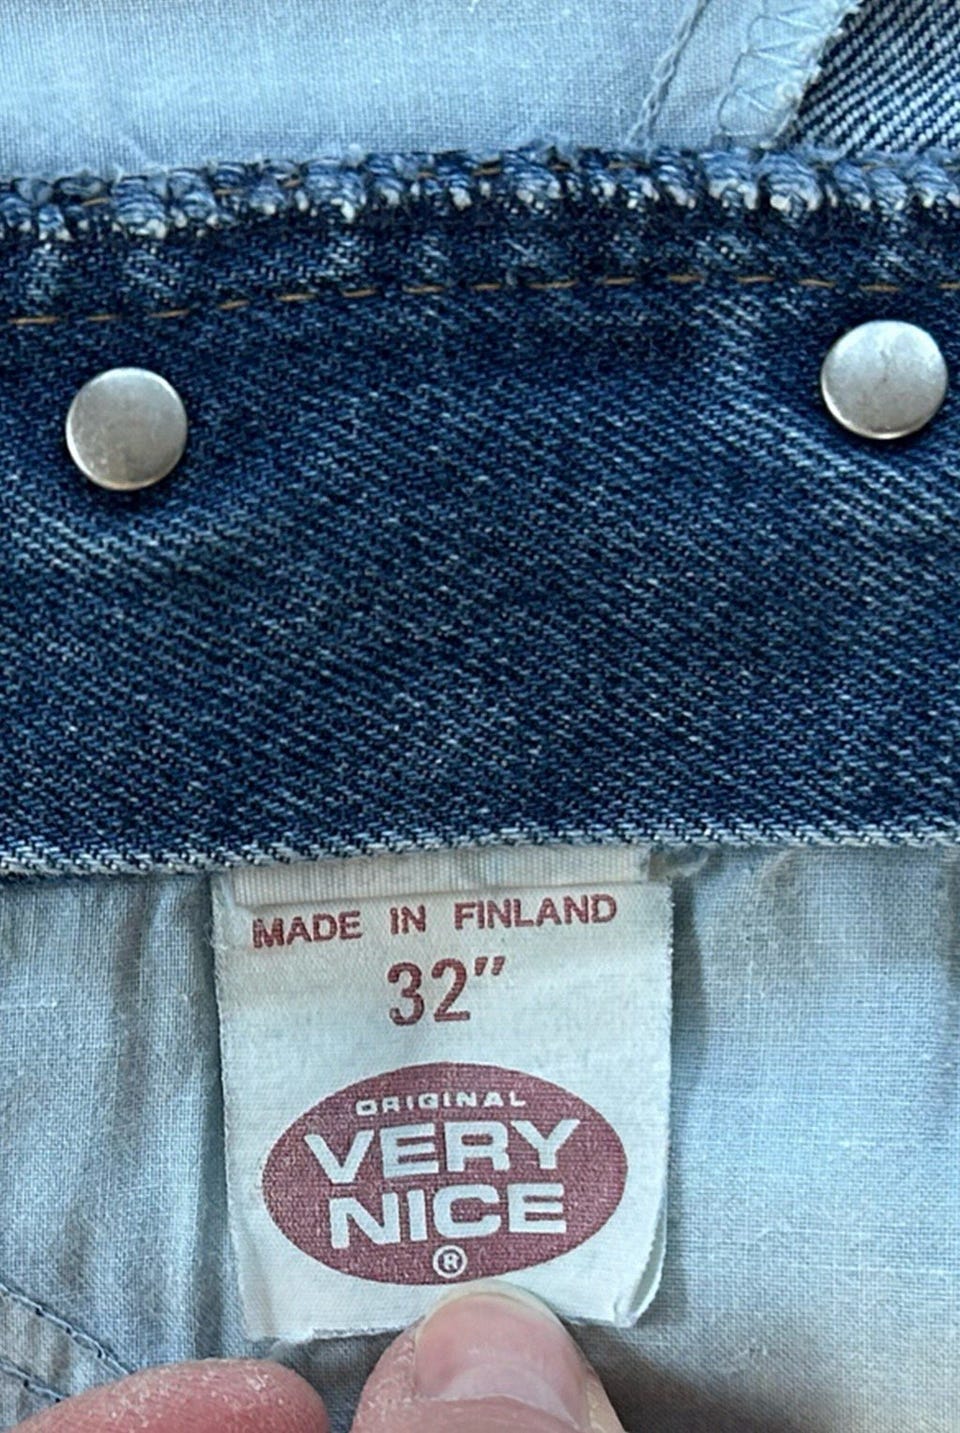 MADE IN FINLAND
32"
ORIGINAL
VERY
NICE
®